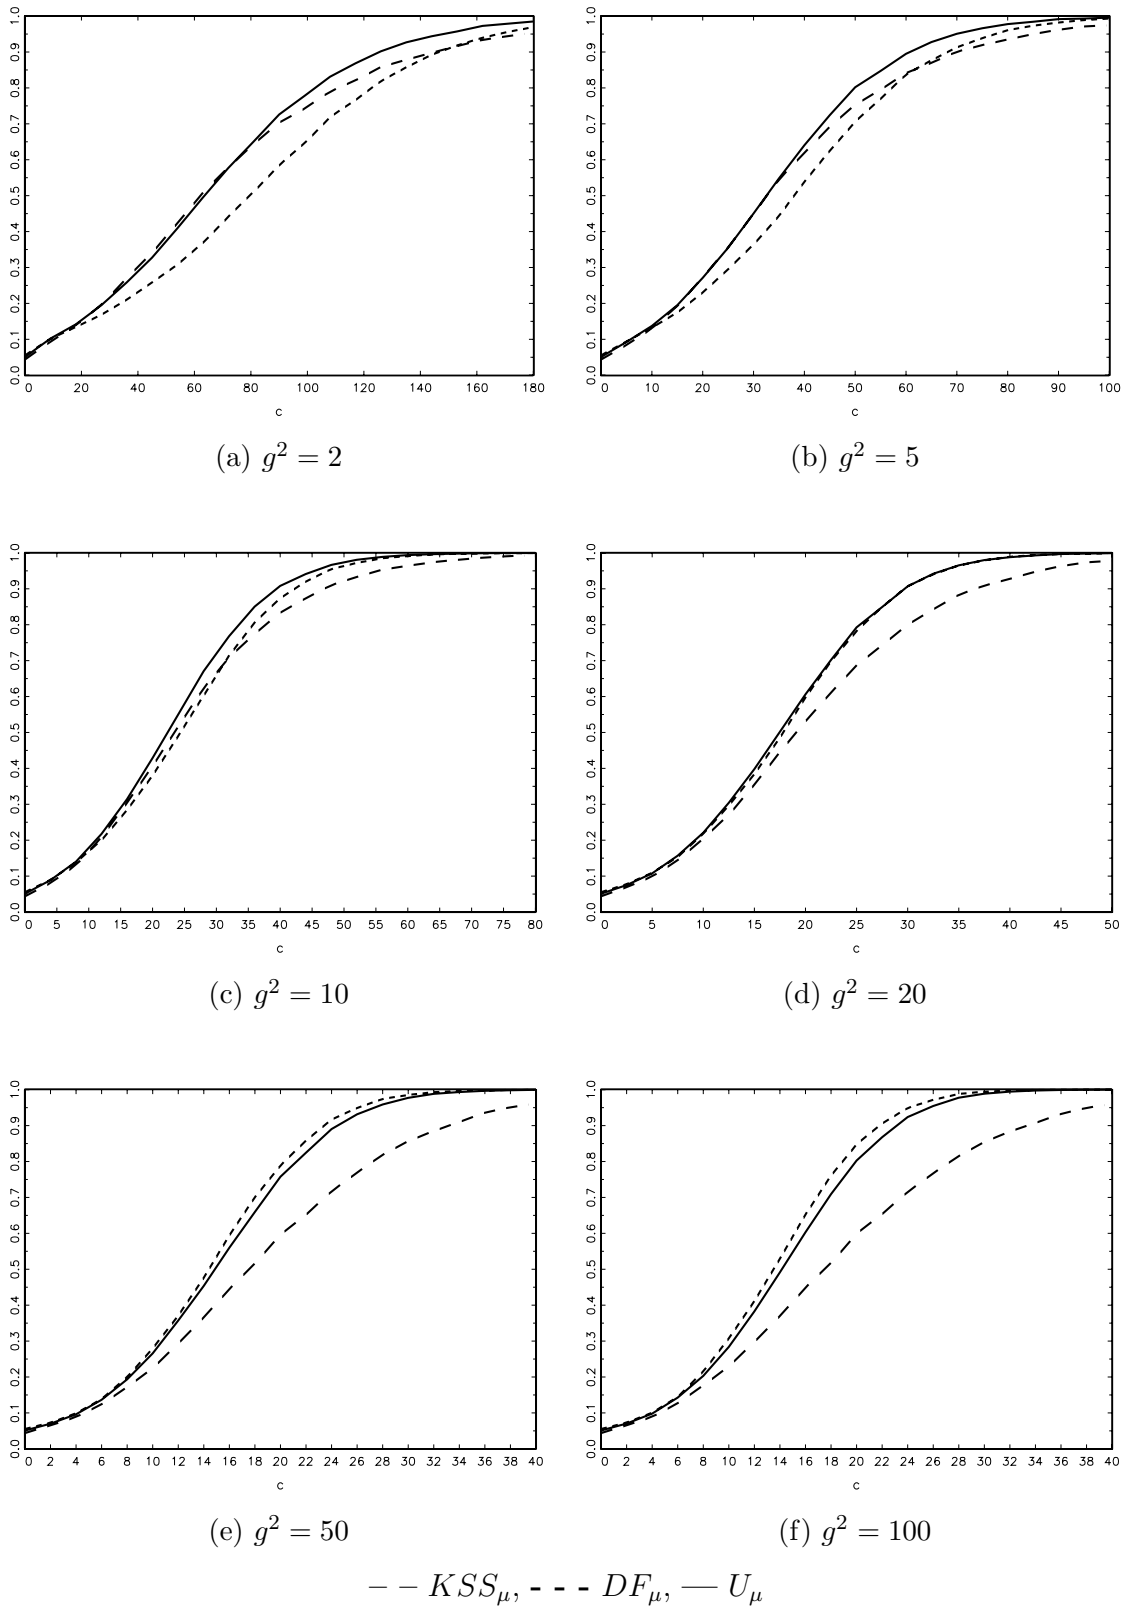 0.0 0.1 0.2 0.3 0.4 0.5 0.6 0.7 0.8 0.9 1.0
0 20 40 60 80 100 120 140 160 180
c
(a) $g^2 = 2$
0.0 0.1 0.2 0.3 0.4 0.5 0.6 0.7 0.8 0.9 1.0
0 10 20 30 40 50 60 70 80 90 100
c
(b) $g^2 = 5$
0.0 0.1 0.2 0.3 0.4 0.5 0.6 0.7 0.8 0.9 1.0
0 5 10 15 20 25 30 35 40 45 50 55 60 65 70 75 80
c
(c) $g^2 = 10$
0.0 0.1 0.2 0.3 0.4 0.5 0.6 0.7 0.8 0.9 1.0
0 5 10 15 20 25 30 35 40 45 50
c
(d) $g^2 = 20$
0.0 0.1 0.2 0.3 0.4 0.5 0.6 0.7 0.8 0.9 1.0
0 2 4 6 8 10 12 14 16 18 20 22 24 26 28 30 32 34 36 38 40
c
(e) $g^2 = 50$
0.0 0.1 0.2 0.3 0.4 0.5 0.6 0.7 0.8 0.9 1.0
0 2 4 6 8 10 12 14 16 18 20 22 24 26 28 30 32 34 36 38 40
c
(f) $g^2 = 100$
– – $KSS_\mu$, - - - $DF_\mu$, — $U_\mu$